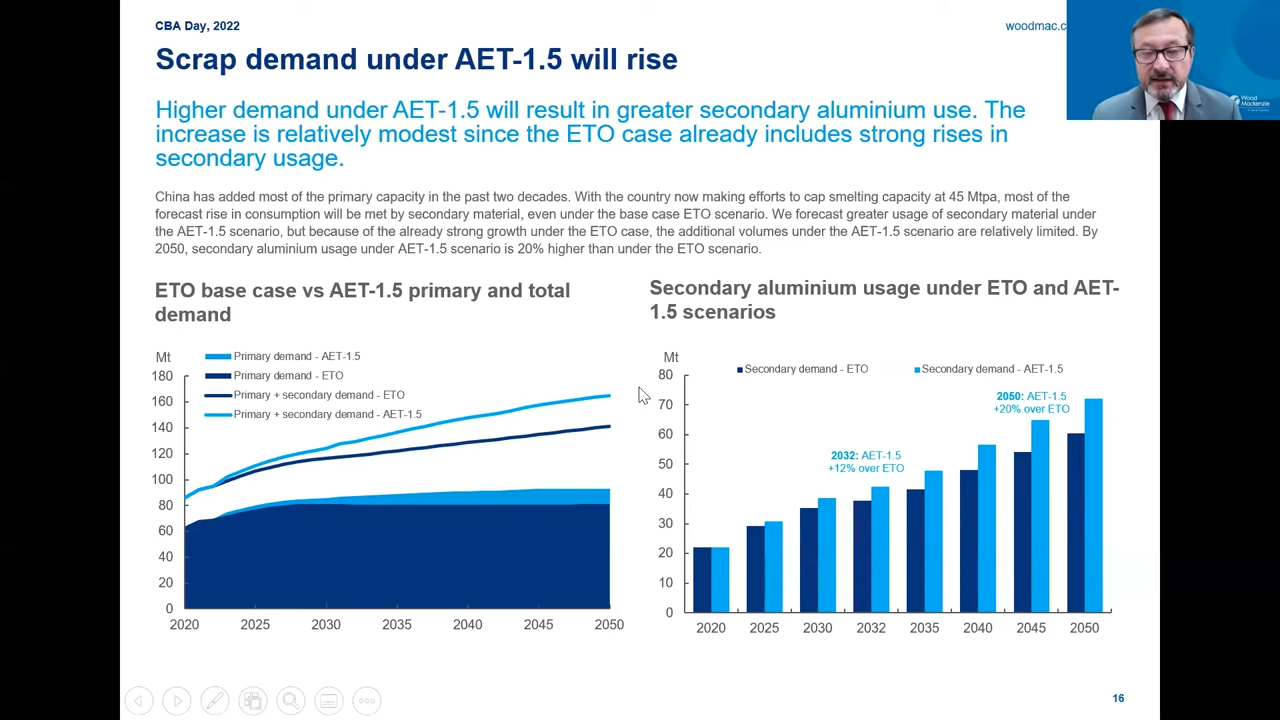 CBA Day, 2022
woodmac.c
Scrap demand under AET-1.5 will rise
Wood
Mackenzie
Higher demand under AET-1.5 will result in greater secondary aluminium use. The
increase is relatively modest since the ETO case already includes strong rises in
secondary usage.
China has added most of the primary capacity in the past two decades. With the country now making efforts to cap smelting capacity at 45 Mtpa, most of the
forecast rise in consumption will be met by secondary material, even under the base case ETO scenario. We forecast greater usage of secondary material under
the AET-1.5 scenario, but because of the already strong growth under the ETO case, the additional volumes under the AET-1.5 scenario are relatively limited. By
2050, secondary aluminium usage under AET-1.5 scenario is 20% higher than under the ETO scenario.
ETO base case vs AET-1.5 primary and total
demand
Mt
Primary demand - AET-1.5
Primary demand - ETO
Primary + secondary demand - ETO
Primary + secondary demand - AET-1.5
180
160
140
120
100
80
60
40
20
0
2020 2025 2030 2035 2040 2045 2050
Secondary aluminium usage under ETO and AET-
1.5 scenarios
Mt
Secondary demand - ETO
Secondary demand - AET-1.5
2050: AET-1.5
+20% over ETO
2032: AET-1.5
+12% over ETO
80
70
60
50
40
30
20
10
0
2020 2025 2030 2032 2035 2040 2045 2050
16